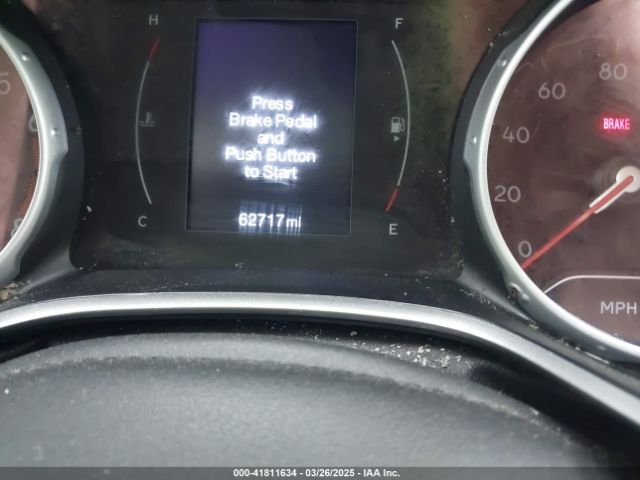 H
F
80
5
60
Press
Brake Pedal
and
Push Button
to Start
BRAKE
40
20
C
62717 mi
E
0
MPH
000-41811634 / 03/26/2025 - IAA Inc.